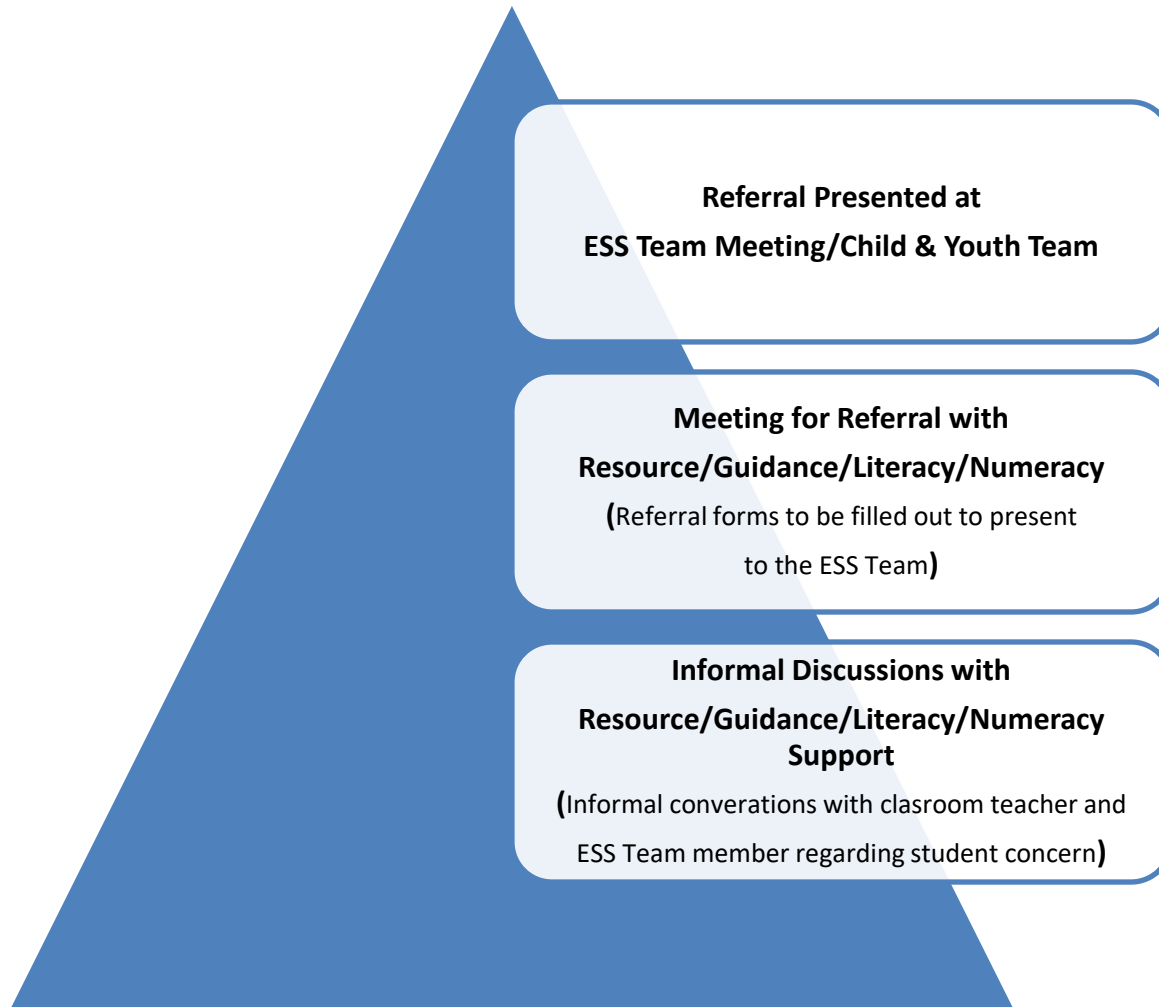 Referral Presented at
ESS Team Meeting/Child & Youth Team
Meeting for Referral with
Resource/Guidance/Literacy/Numeracy
(Referral forms to be filled out to present
to the ESS Team)
Informal Discussions with
Resource/Guidance/Literacy/Numeracy
Support
(Informal converations with clasroom teacher and
ESS Team member regarding student concern)